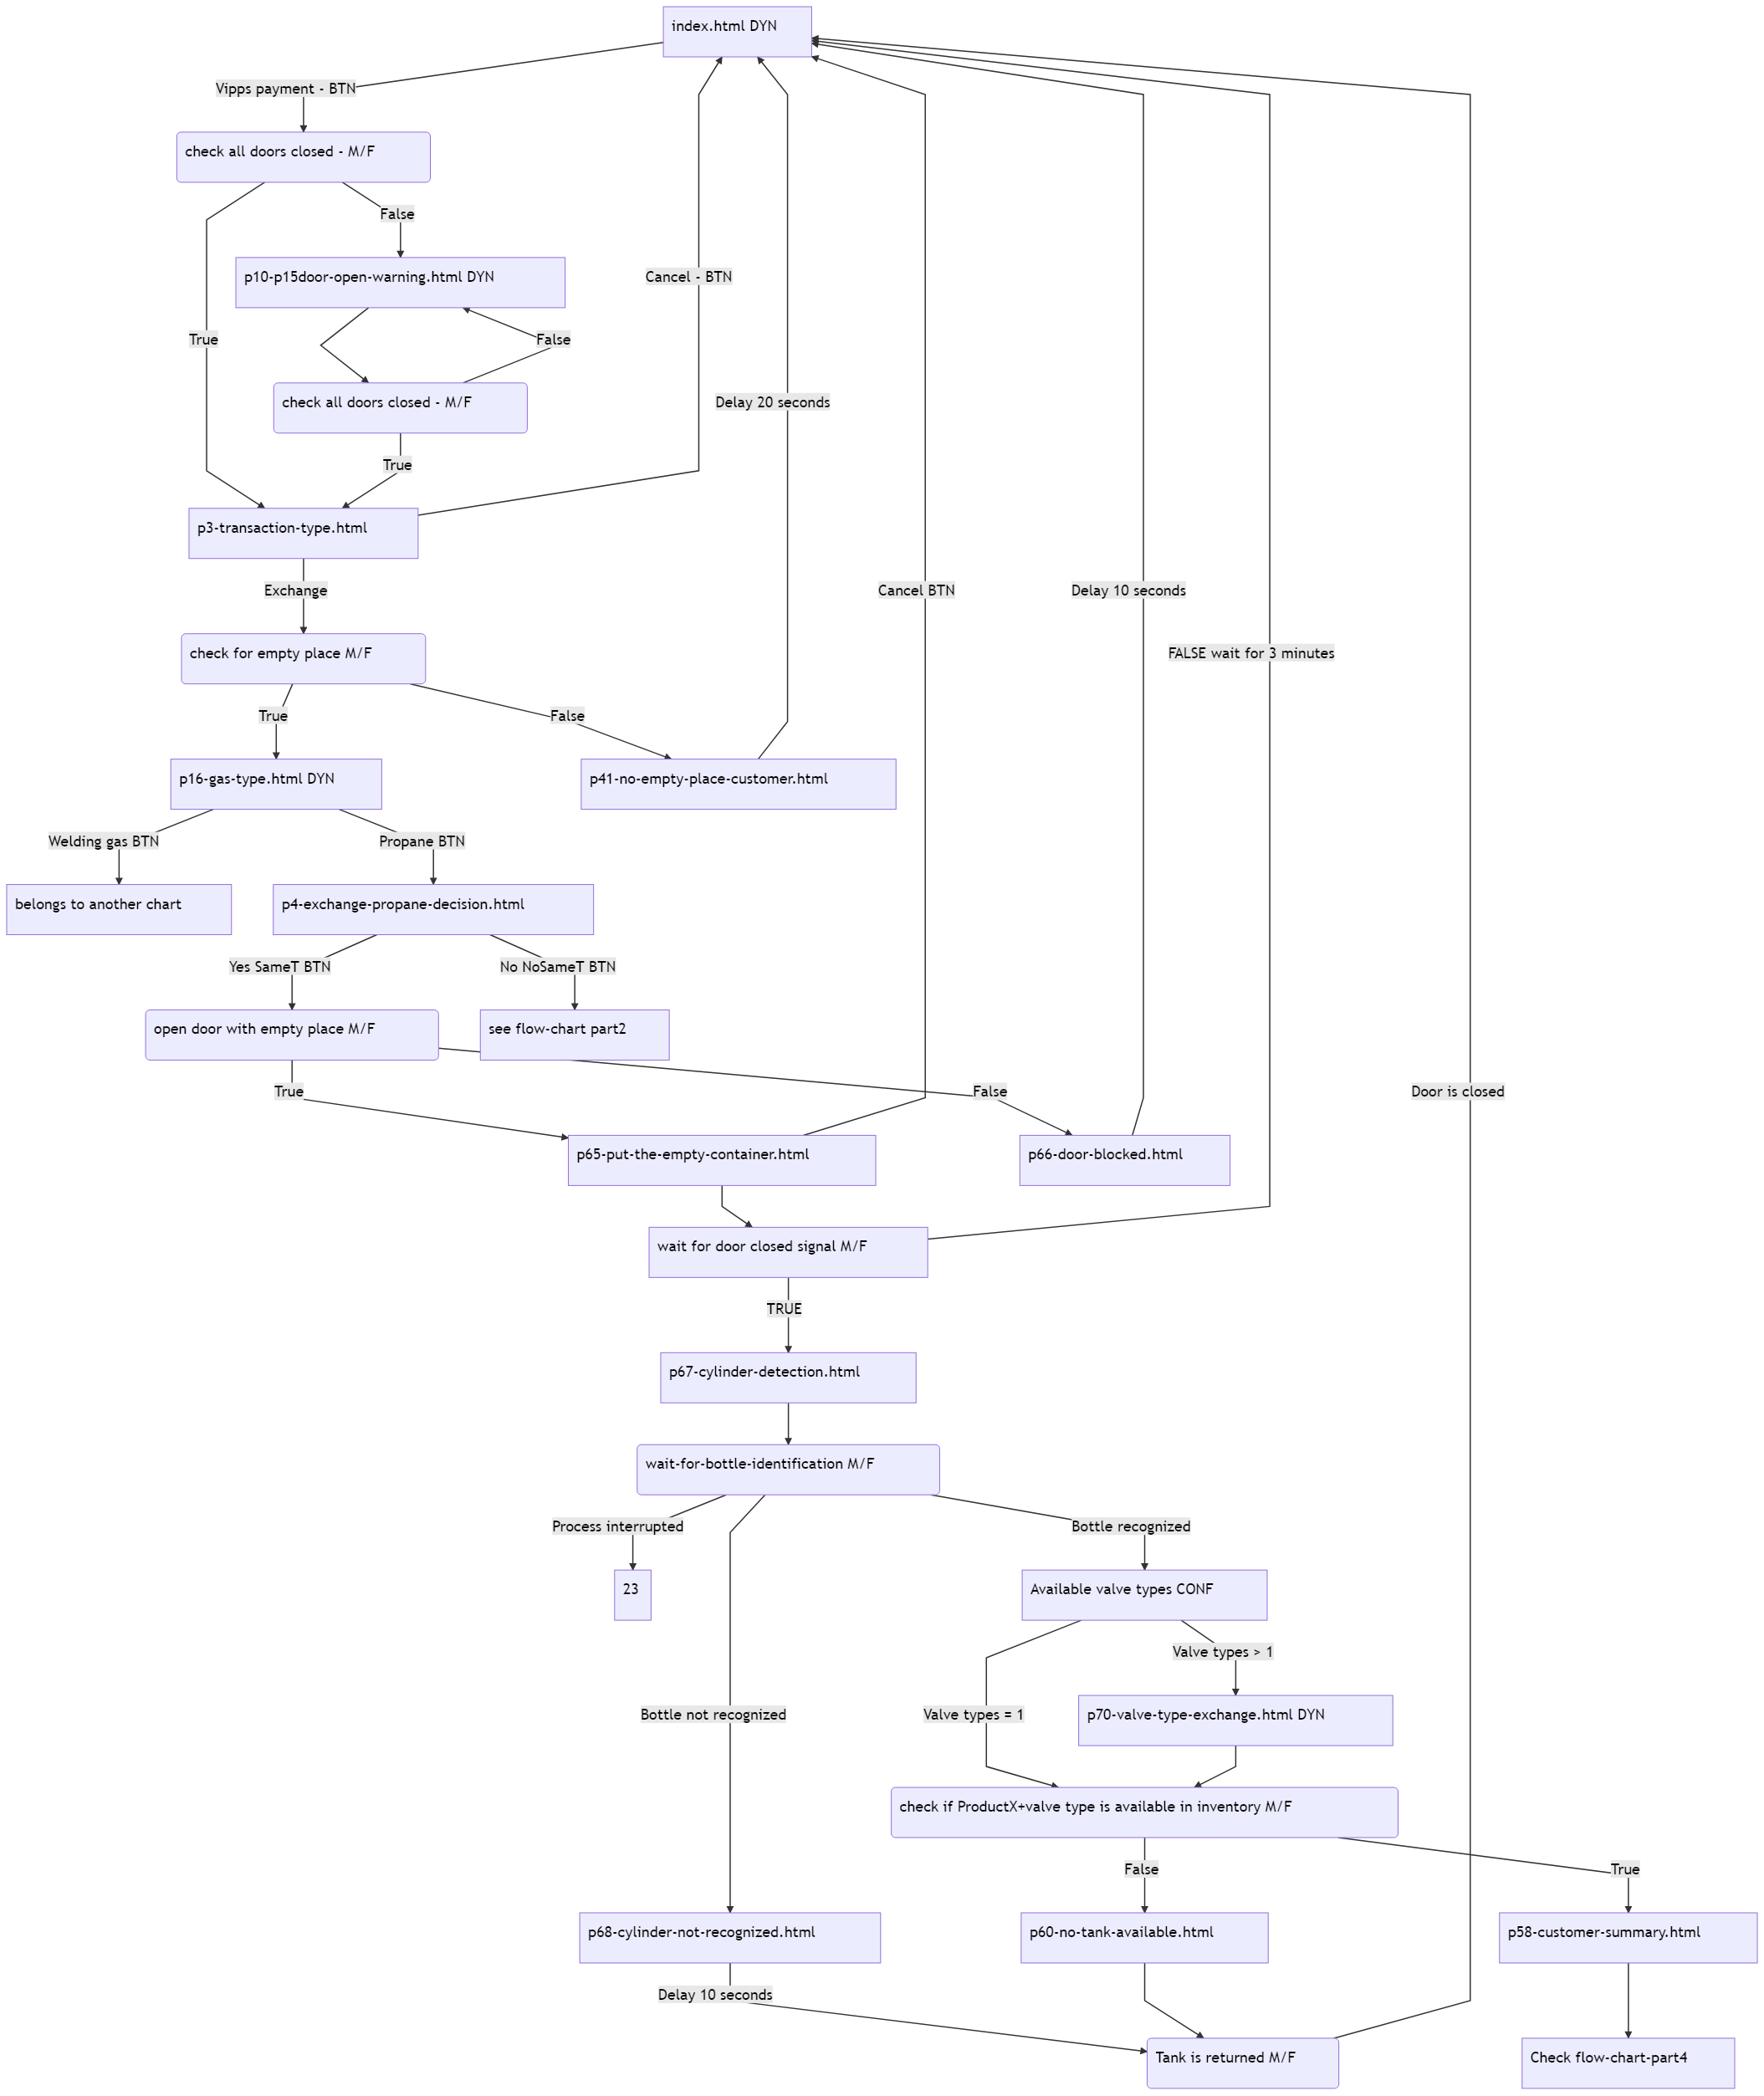 index.html DYN
Vipps payment - BTN
check all doors closed - M/F
False
p10-p15door-open-warning.html DYN
Cancel - BTN
True
False
check all doors closed - M/F
Delay 20 seconds
True
p3-transaction-type.html
Exchange
Cancel BTN
Delay 10 seconds
check for empty place M/F
FALSE wait for 3 minutes
True
False
p16-gas-type.html DYN
p41-no-empty-place-customer.html
Welding gas BTN
Propane BTN
belongs to another chart
p4-exchange-propane-decision.html
Yes SameT BTN
No NoSameT BTN
open door with empty place M/F
see flow-chart part2
True
False
Door is closed
p65-put-the-empty-container.html
p66-door-blocked.html
wait for door closed signal M/F
TRUE
p67-cylinder-detection.html
wait-for-bottle-identification M/F
Process interrupted
Bottle recognized
23
Available valve types CONF
Valve types > 1
Bottle not recognized
Valve types = 1
p70-valve-type-exchange.html DYN
check if ProductX+valve type is available in inventory M/F
False
True
p68-cylinder-not-recognized.html
p60-no-tank-available.html
p58-customer-summary.html
Delay 10 seconds
Tank is returned M/F
Check flow-chart-part4